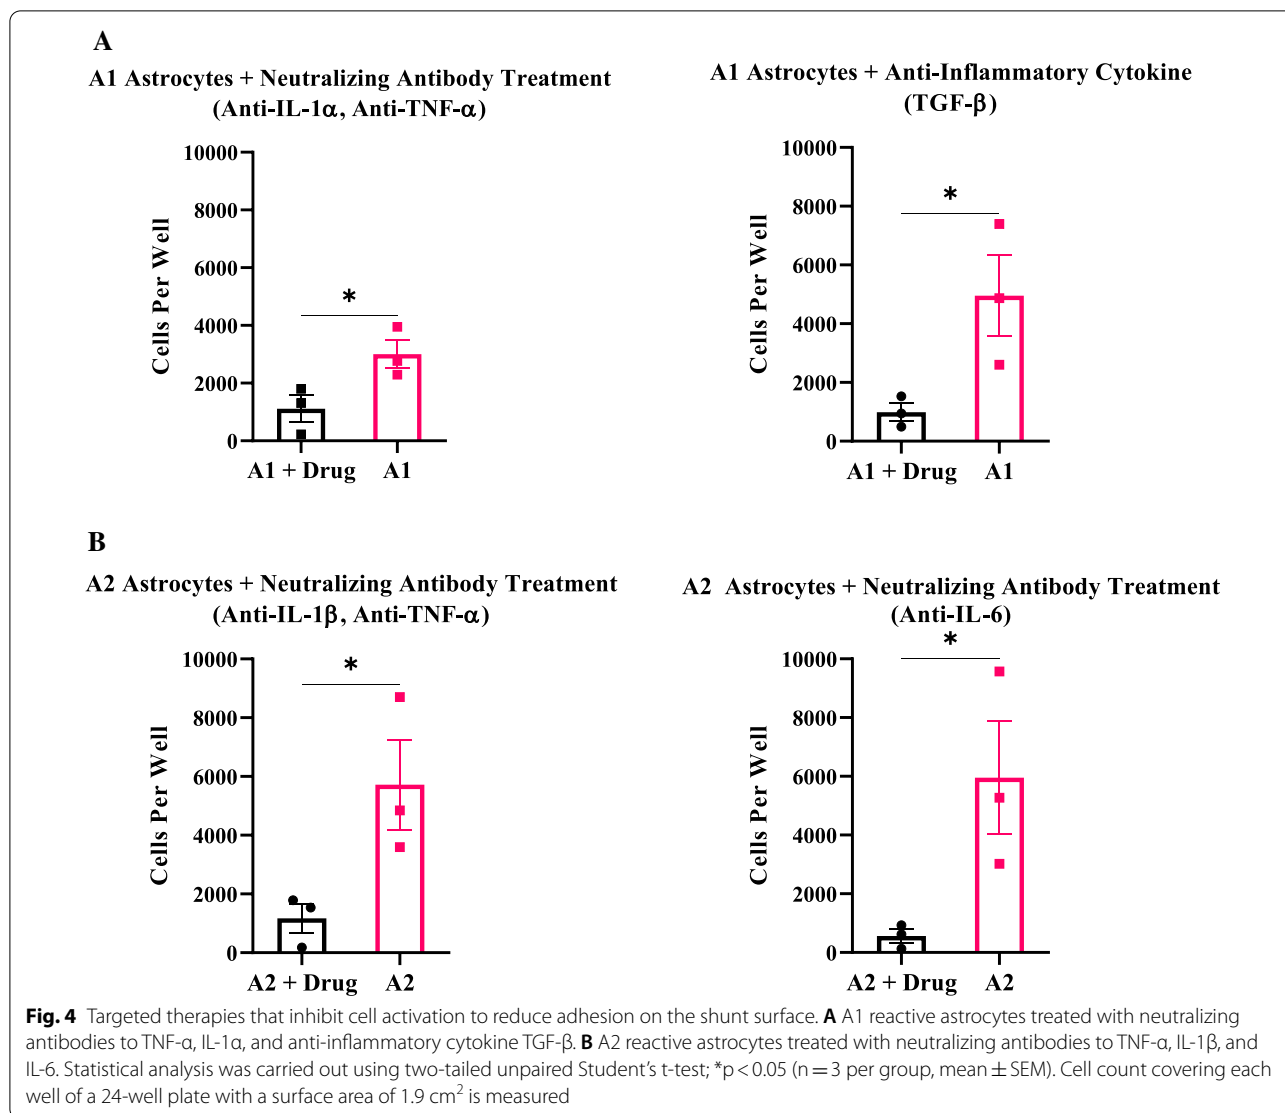 A
A1 Astrocytes + Neutralizing Antibody Treatment
(Anti-IL-1α, Anti-TNF-α)
10000
8000
6000
4000
2000
0
Cells Per Well
*
A1 + Drug A1
A1 Astrocytes + Anti-Inflammatory Cytokine
(TGF-β)
10000
8000
6000
4000
2000
0
Cells Per Well
*
A1 + Drug A1
B
A2 Astrocytes + Neutralizing Antibody Treatment
(Anti-IL-1β, Anti-TNF-α)
10000
8000
6000
4000
2000
0
Cells Per Well
*
A2 + Drug A2
A2 Astrocytes + Neutralizing Antibody Treatment
(Anti-IL-6)
10000
8000
6000
4000
2000
0
Cells Per Well
*
A2 + Drug A2
Fig. 4 Targeted therapies that inhibit cell activation to reduce adhesion on the shunt surface. A A1 reactive astrocytes treated with neutralizing
antibodies to TNF-α, IL-1α, and anti-inflammatory cytokine TGF-β. B A2 reactive astrocytes treated with neutralizing antibodies to TNF-α, IL-1β, and
IL-6. Statistical analysis was carried out using two-tailed unpaired Student's t-test; *p < 0.05 (n = 3 per group, mean ± SEM). Cell count covering each
well of a 24-well plate with a surface area of 1.9 cm² is measured